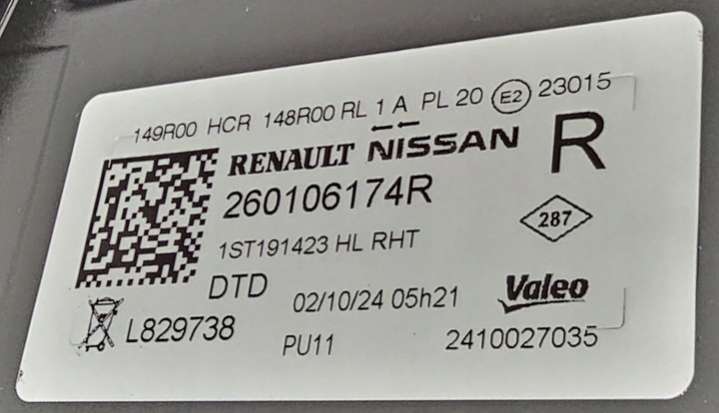 149R00 HCR 148R00 RL 1 A PL 20 E2 23015
RENAULT NISSAN R
260106174R
287
1ST191423 HL RHT
DTD 02/10/24 05h21 Valeo
L829738 PU11 2410027035